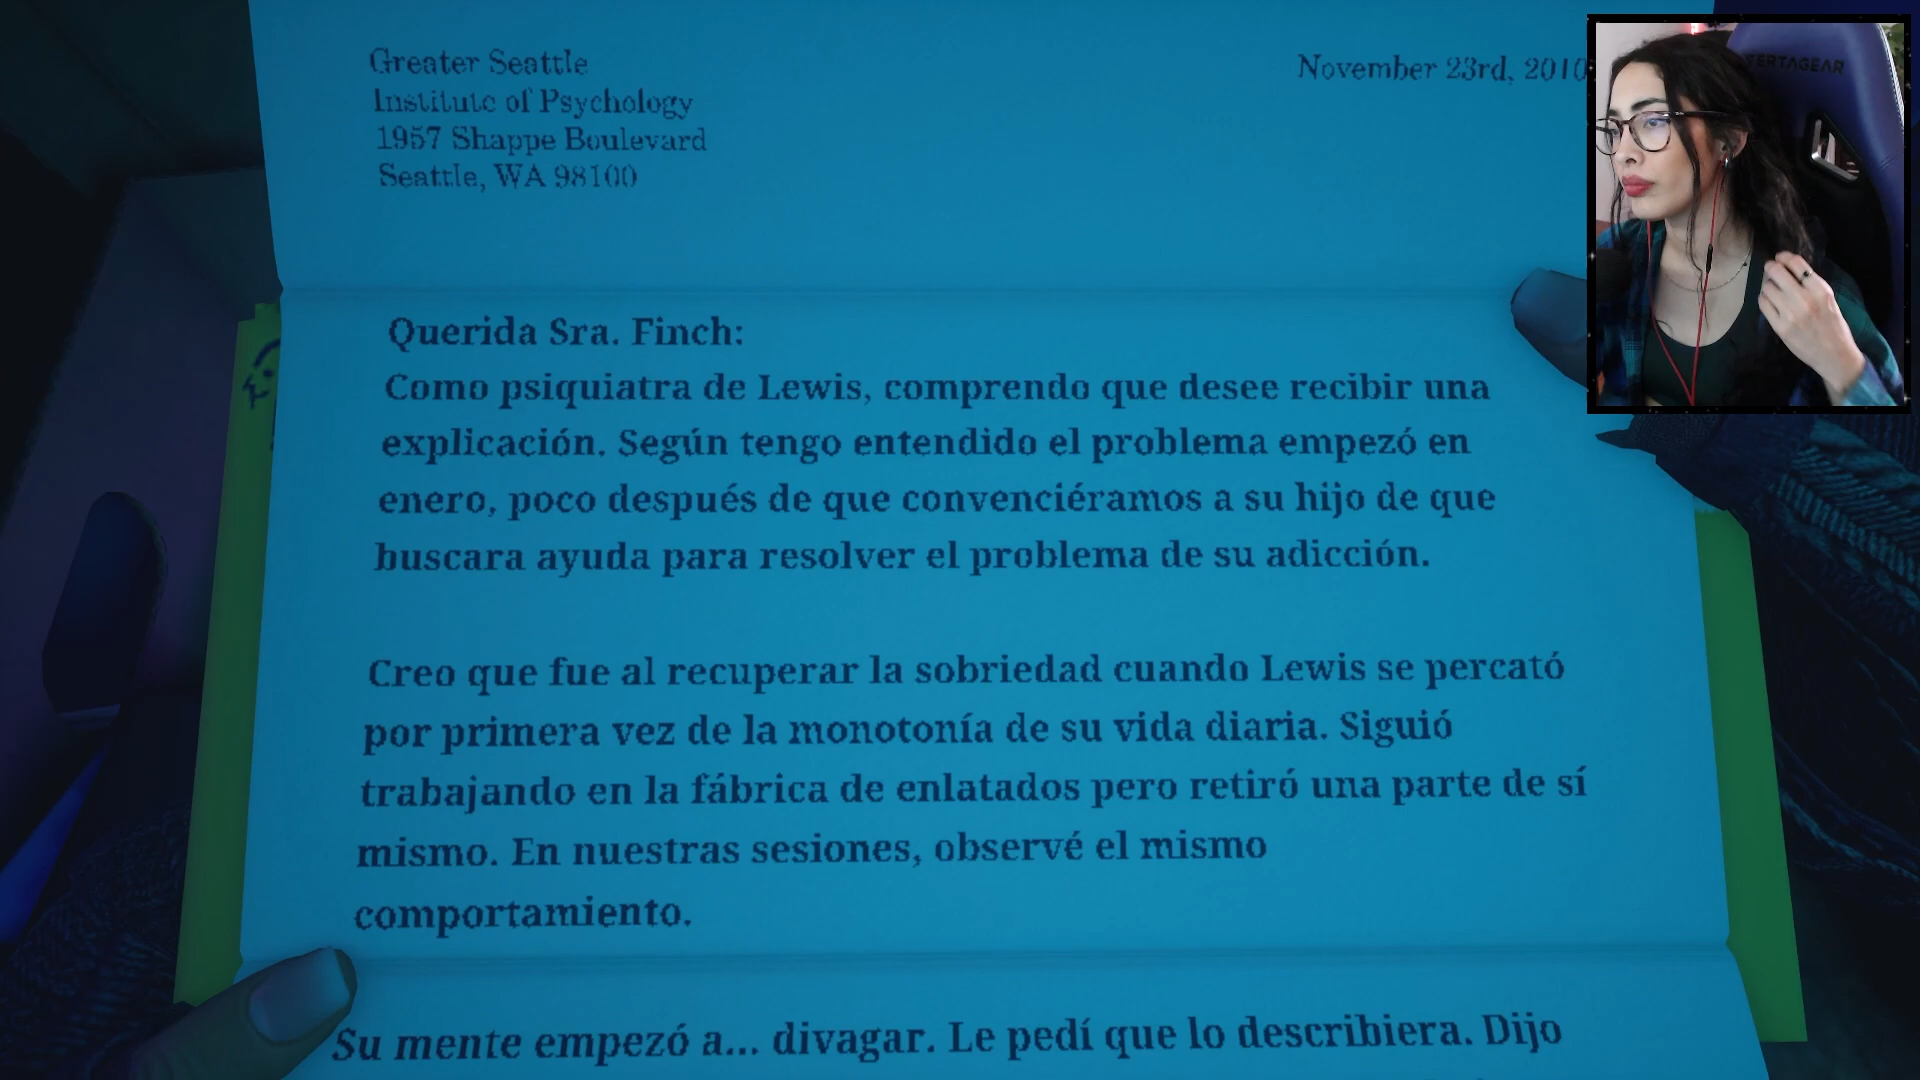 Greater Seattle
Institute of Psychology
1957 Shappe Boulevard
Seattle, WA 98100
November 23rd, 2010
Querida Sra. Finch:
Como psiquiatra de Lewis, comprendo que desee recibir una
explicación. Según tengo entendido el problema empezó en
enero, poco después de que convenciéramos a su hijo de que
buscara ayuda para resolver el problema de su adicción.
Creo que fue al recuperar la sobriedad cuando Lewis se percató
por primera vez de la monotonía de su vida diaria. Siguió
trabajando en la fábrica de enlatados pero retiró una parte de sí
mismo. En nuestras sesiones, observé el mismo
comportamiento.
Su mente empezó a... divagar. Le pedí que lo describiera. Dijo